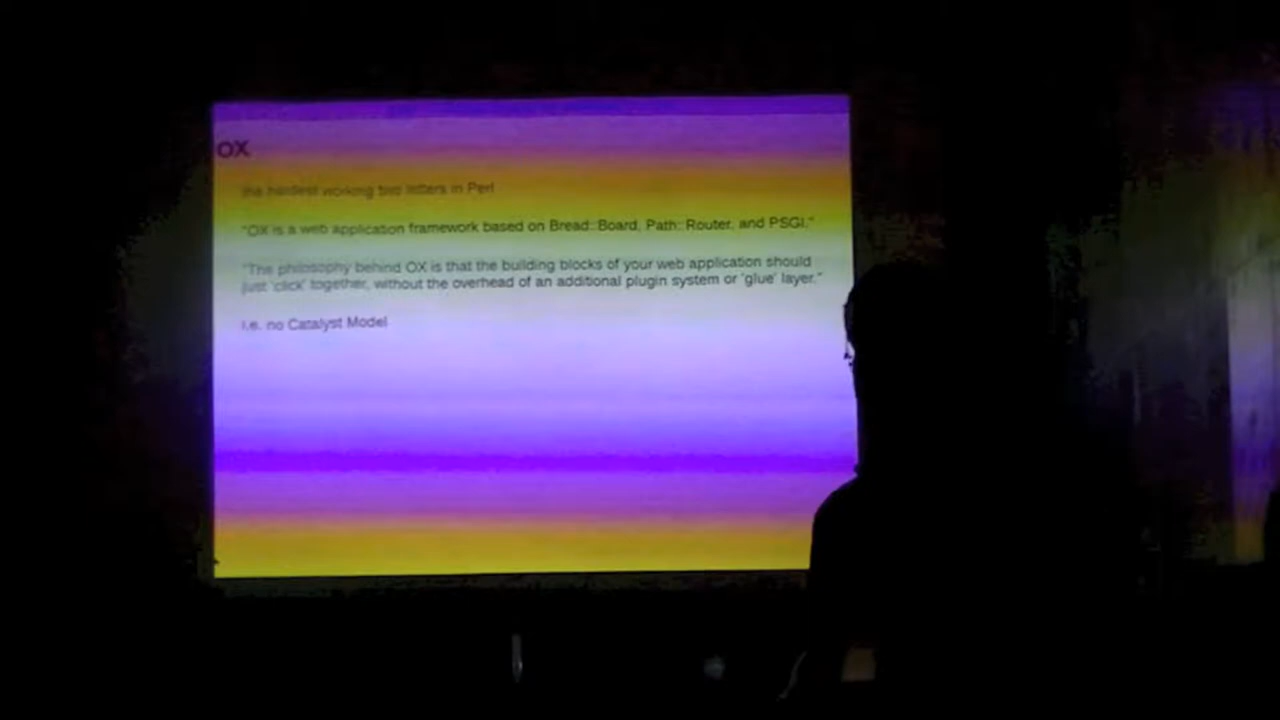 OX
the hardest working two letters in Perl
"OX is a web application framework based on Bread::Board, Path::Router, and PSGI."
"The philosophy behind OX is that the building blocks of your web application should
just 'click' together, without the overhead of an additional plugin system or 'glue' layer."
i.e. no Catalyst Model